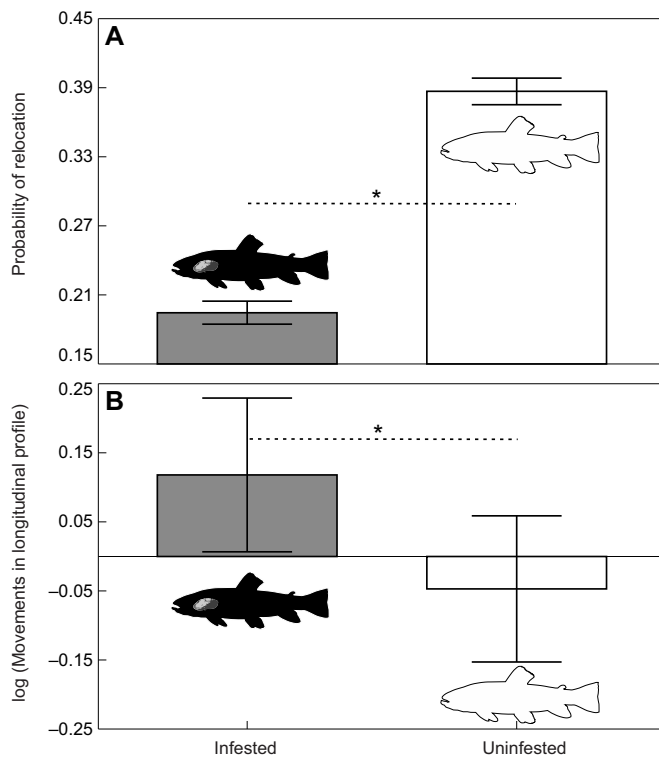 A
Probability of relocation
0.45
0.39
0.33
0.27
0.21
0.15
*
B
log (Movements in longitudinal profile)
0.25
0.15
0.05
–0.05
–0.15
–0.25
*
Infested
Uninfested